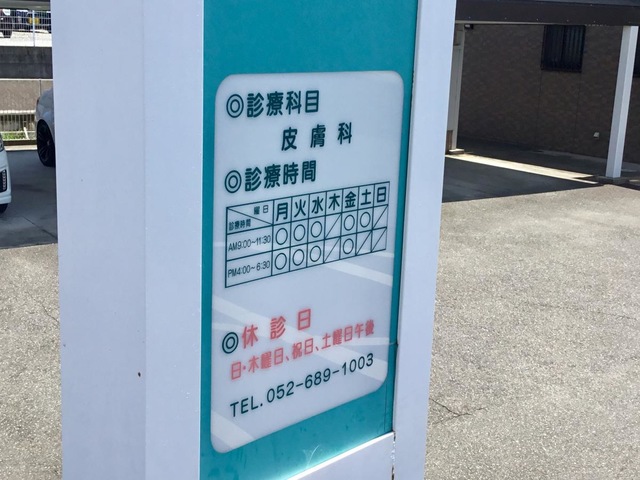 ◎診療科目
皮膚科
◎診療時間
曜日 診療時間 月 火 水 木 金 土 日
AM9:00~11:30 ○ ○ ○ / ○ ○ /
PM4:00~6:30 ○ ○ ○ / ○ / /
◎休診日
日・木曜日、祝日、土曜日午後
TEL.052-689-1003